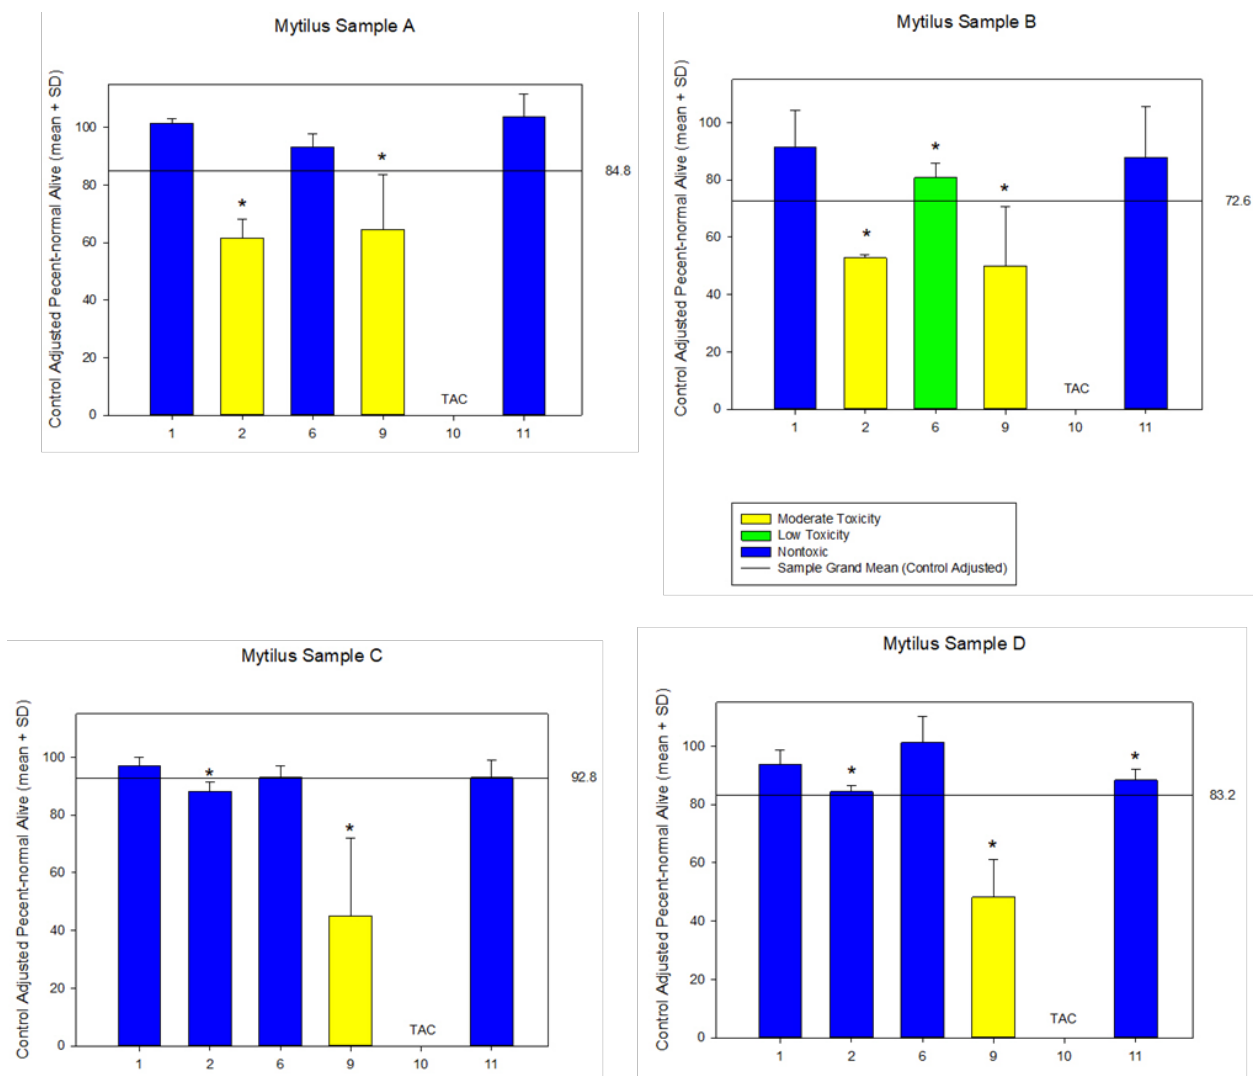 Mytilus Sample A
Control Adjusted Pecent-normal Alive (mean + SD)
100
80
60
40
20
0
84.8
*
*
TAC
1 2 6 9 10 11
Mytilus Sample B
Control Adjusted Pecent-normal Alive (mean + SD)
100
80
60
40
20
0
72.6
*
*
*
TAC
1 2 6 9 10 11
Moderate Toxicity
Low Toxicity
Nontoxic
Sample Grand Mean (Control Adjusted)
Mytilus Sample C
Control Adjusted Pecent-normal Alive (mean + SD)
100
80
60
40
20
0
92.8
*
*
TAC
1 2 6 9 10 11
Mytilus Sample D
Control Adjusted Pecent-normal Alive (mean + SD)
100
80
60
40
20
0
83.2
*
*
*
TAC
1 2 6 9 10 11